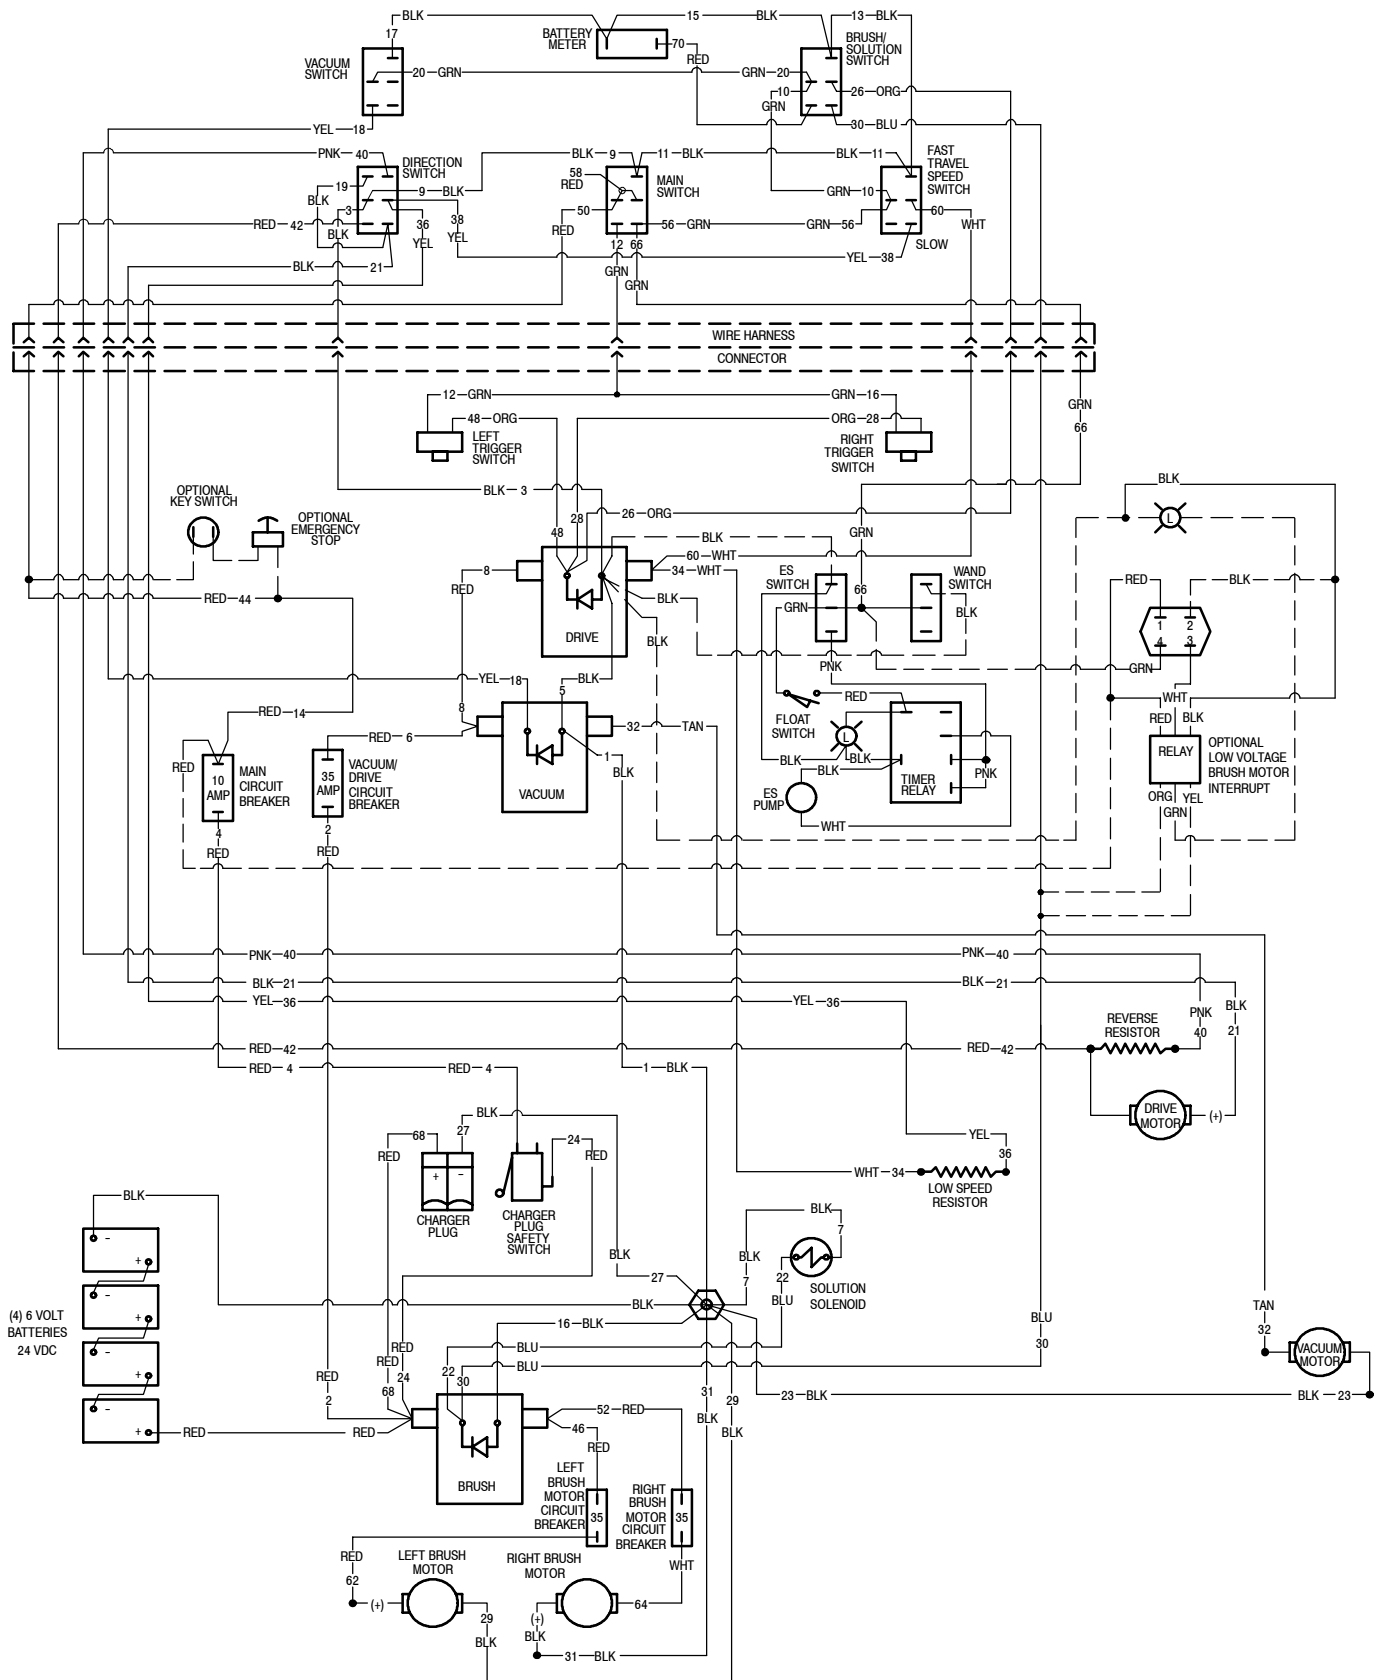 BLK
17
15
BLK
13
BLK
BATTERY
METER
70
RED
BRUSH/
SOLUTION
SWITCH
VACUUM
SWITCH
20
GRN
GRN
20
10
GRN
26
ORG
YEL
18
30
BLU
PNK
40
DIRECTION
SWITCH
BLK
9
11
BLK
BLK
11
FAST
TRAVEL
SPEED
SWITCH
19
BLK
9
BLK
58
RED
MAIN
SWITCH
GRN
10
3
BLK
36
YEL
38
YEL
50
RED
RED
42
56
GRN
GRN
56
60
WHT
12
GRN
66
GRN
SLOW
BLK
21
YEL
38
WIRE HARNESS
CONNECTOR
12
GRN
GRN
16
GRN
66
48
ORG
ORG
28
LEFT
TRIGGER
SWITCH
RIGHT
TRIGGER
SWITCH
BLK
3
BLK
OPTIONAL
KEY SWITCH
OPTIONAL
EMERGENCY
STOP
28
26
ORG
48
GRN
L
BLK
60
WHT
8
34
WHT
ES
SWITCH
WAND
SWITCH
RED
BLK
RED
RED
44
BLK
GRN
66
BLK
1
2
4
3
DRIVE
BLK
PNK
GRN
YEL
18
BLK
5
RED
WHT
8
RED
14
FLOAT
SWITCH
RED
BLK
32
TAN
L
RED
6
1
BLK
RELAY
OPTIONAL
LOW VOLTAGE
BRUSH MOTOR
INTERRUPT
RED
10
AMP
MAIN
CIRCUIT
BREAKER
35
AMP
VACUUM/
DRIVE
CIRCUIT
BREAKER
BLK
BLK
BLK
PNK
TIMER
RELAY
VACUUM
ES
PUMP
ORG
YEL
GRN
4
RED
2
RED
WHT
PNK
40
PNK
40
BLK
21
BLK
21
YEL
36
YEL
36
PNK
40
BLK
21
REVERSE
RESISTOR
RED
42
RED
42
RED
4
RED
4
1
BLK
DRIVE
MOTOR
(+)
BLK
27
68
RED
24
RED
YEL
36
+
-
WHT
34
LOW SPEED
RESISTOR
CHARGER
PLUG
CHARGER
PLUG
SAFETY
SWITCH
BLK
BLK
7
-
+
BLK
27
BLK
7
22
BLU
SOLUTION
SOLENOID
-
+
(4) 6 VOLT
BATTERIES
24 VDC
BLK
16
BLK
BLU
30
TAN
32
VACUUM
MOTOR
-
+
RED
RED
24
BLU
BLU
22
30
RED
2
68
31
BLK
29
BLK
23
BLK
BLK
23
-
+
RED
RED
52
RED
46
RED
BRUSH
LEFT
BRUSH
MOTOR
CIRCUIT
BREAKER
35
RIGHT
BRUSH
MOTOR
CIRCUIT
BREAKER
35
RED
62
LEFT BRUSH
MOTOR
RIGHT BRUSH
MOTOR
WHT
(+)
64
29
BLK
(+)
BLK
31
BLK